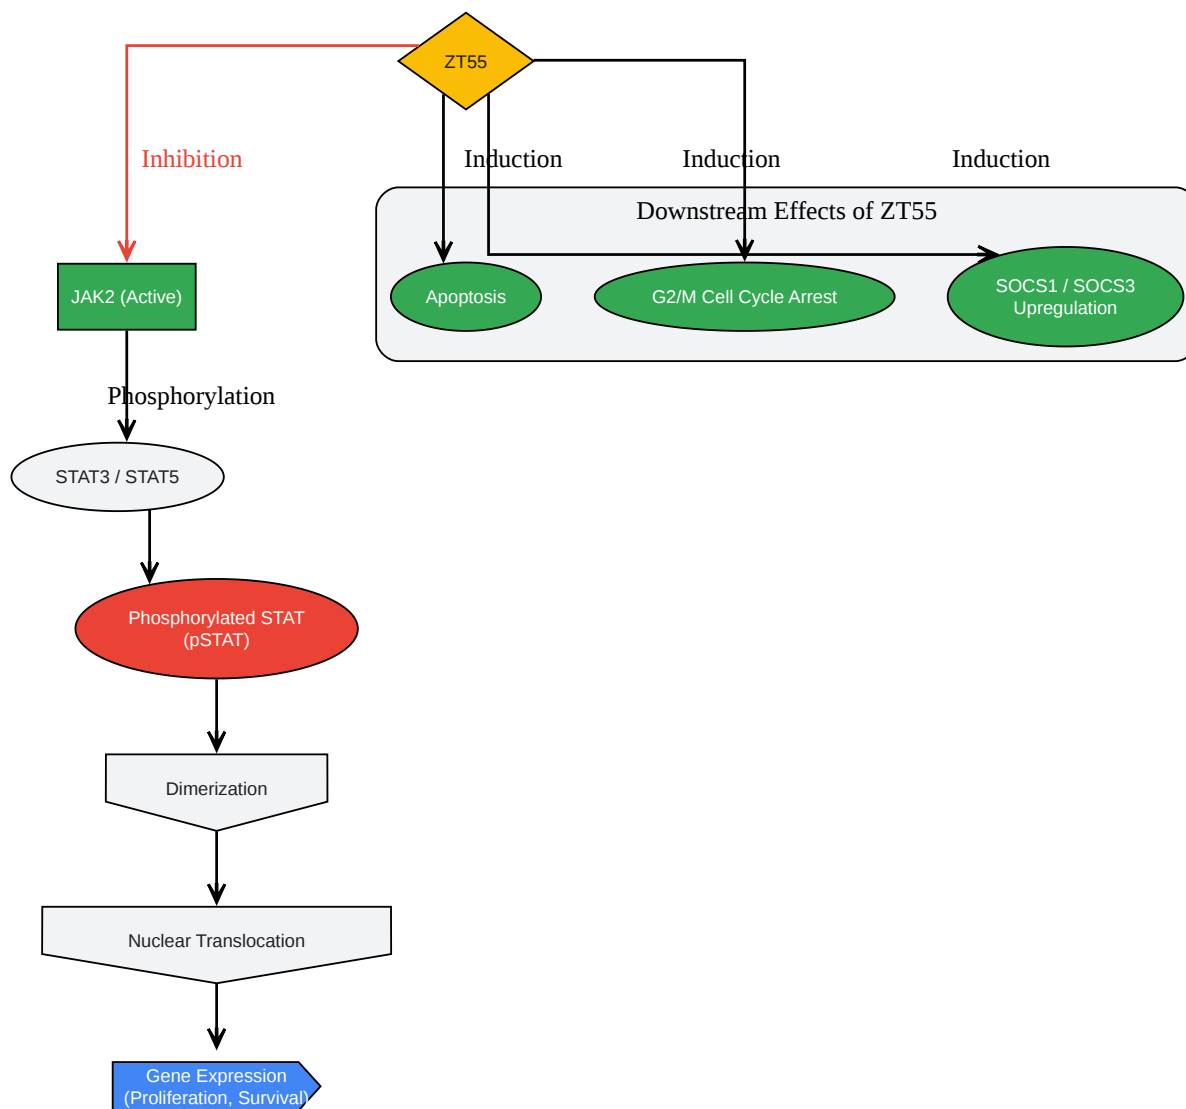 ZT55
Inhibition
Induction
Induction
Induction
Downstream Effects of ZT55
JAK2 (Active)
Apoptosis
G2/M Cell Cycle Arrest
SOCS1 / SOCS3
Upregulation
Phosphorylation
STAT3 / STAT5
Phosphorylated STAT
(pSTAT)
Dimerization
Nuclear Translocation
Gene Expression
(Proliferation, Survival)